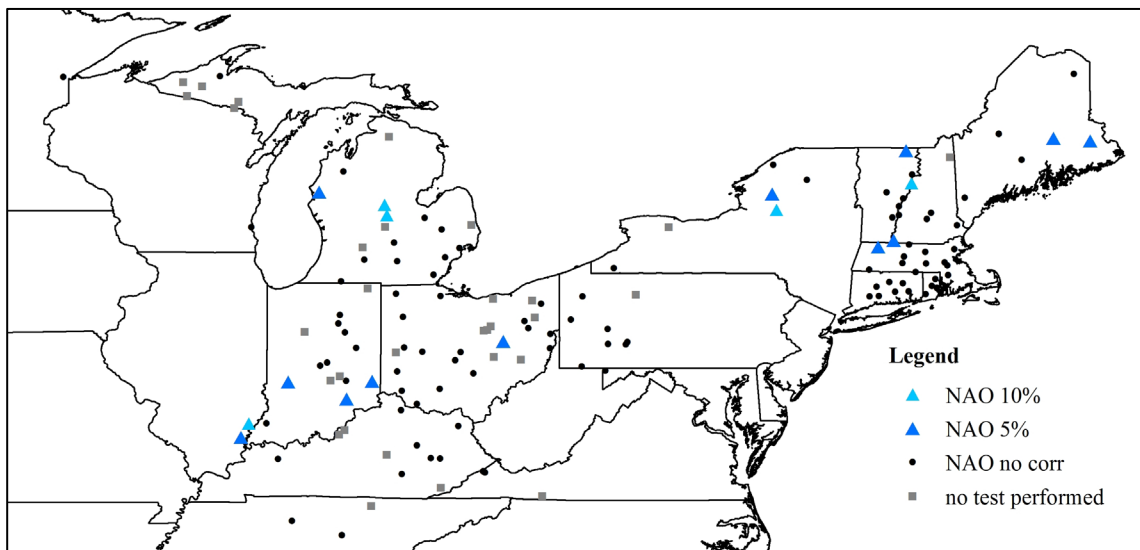 Legend
NAO 10%
NAO 5%
NAO no corr
no test performed